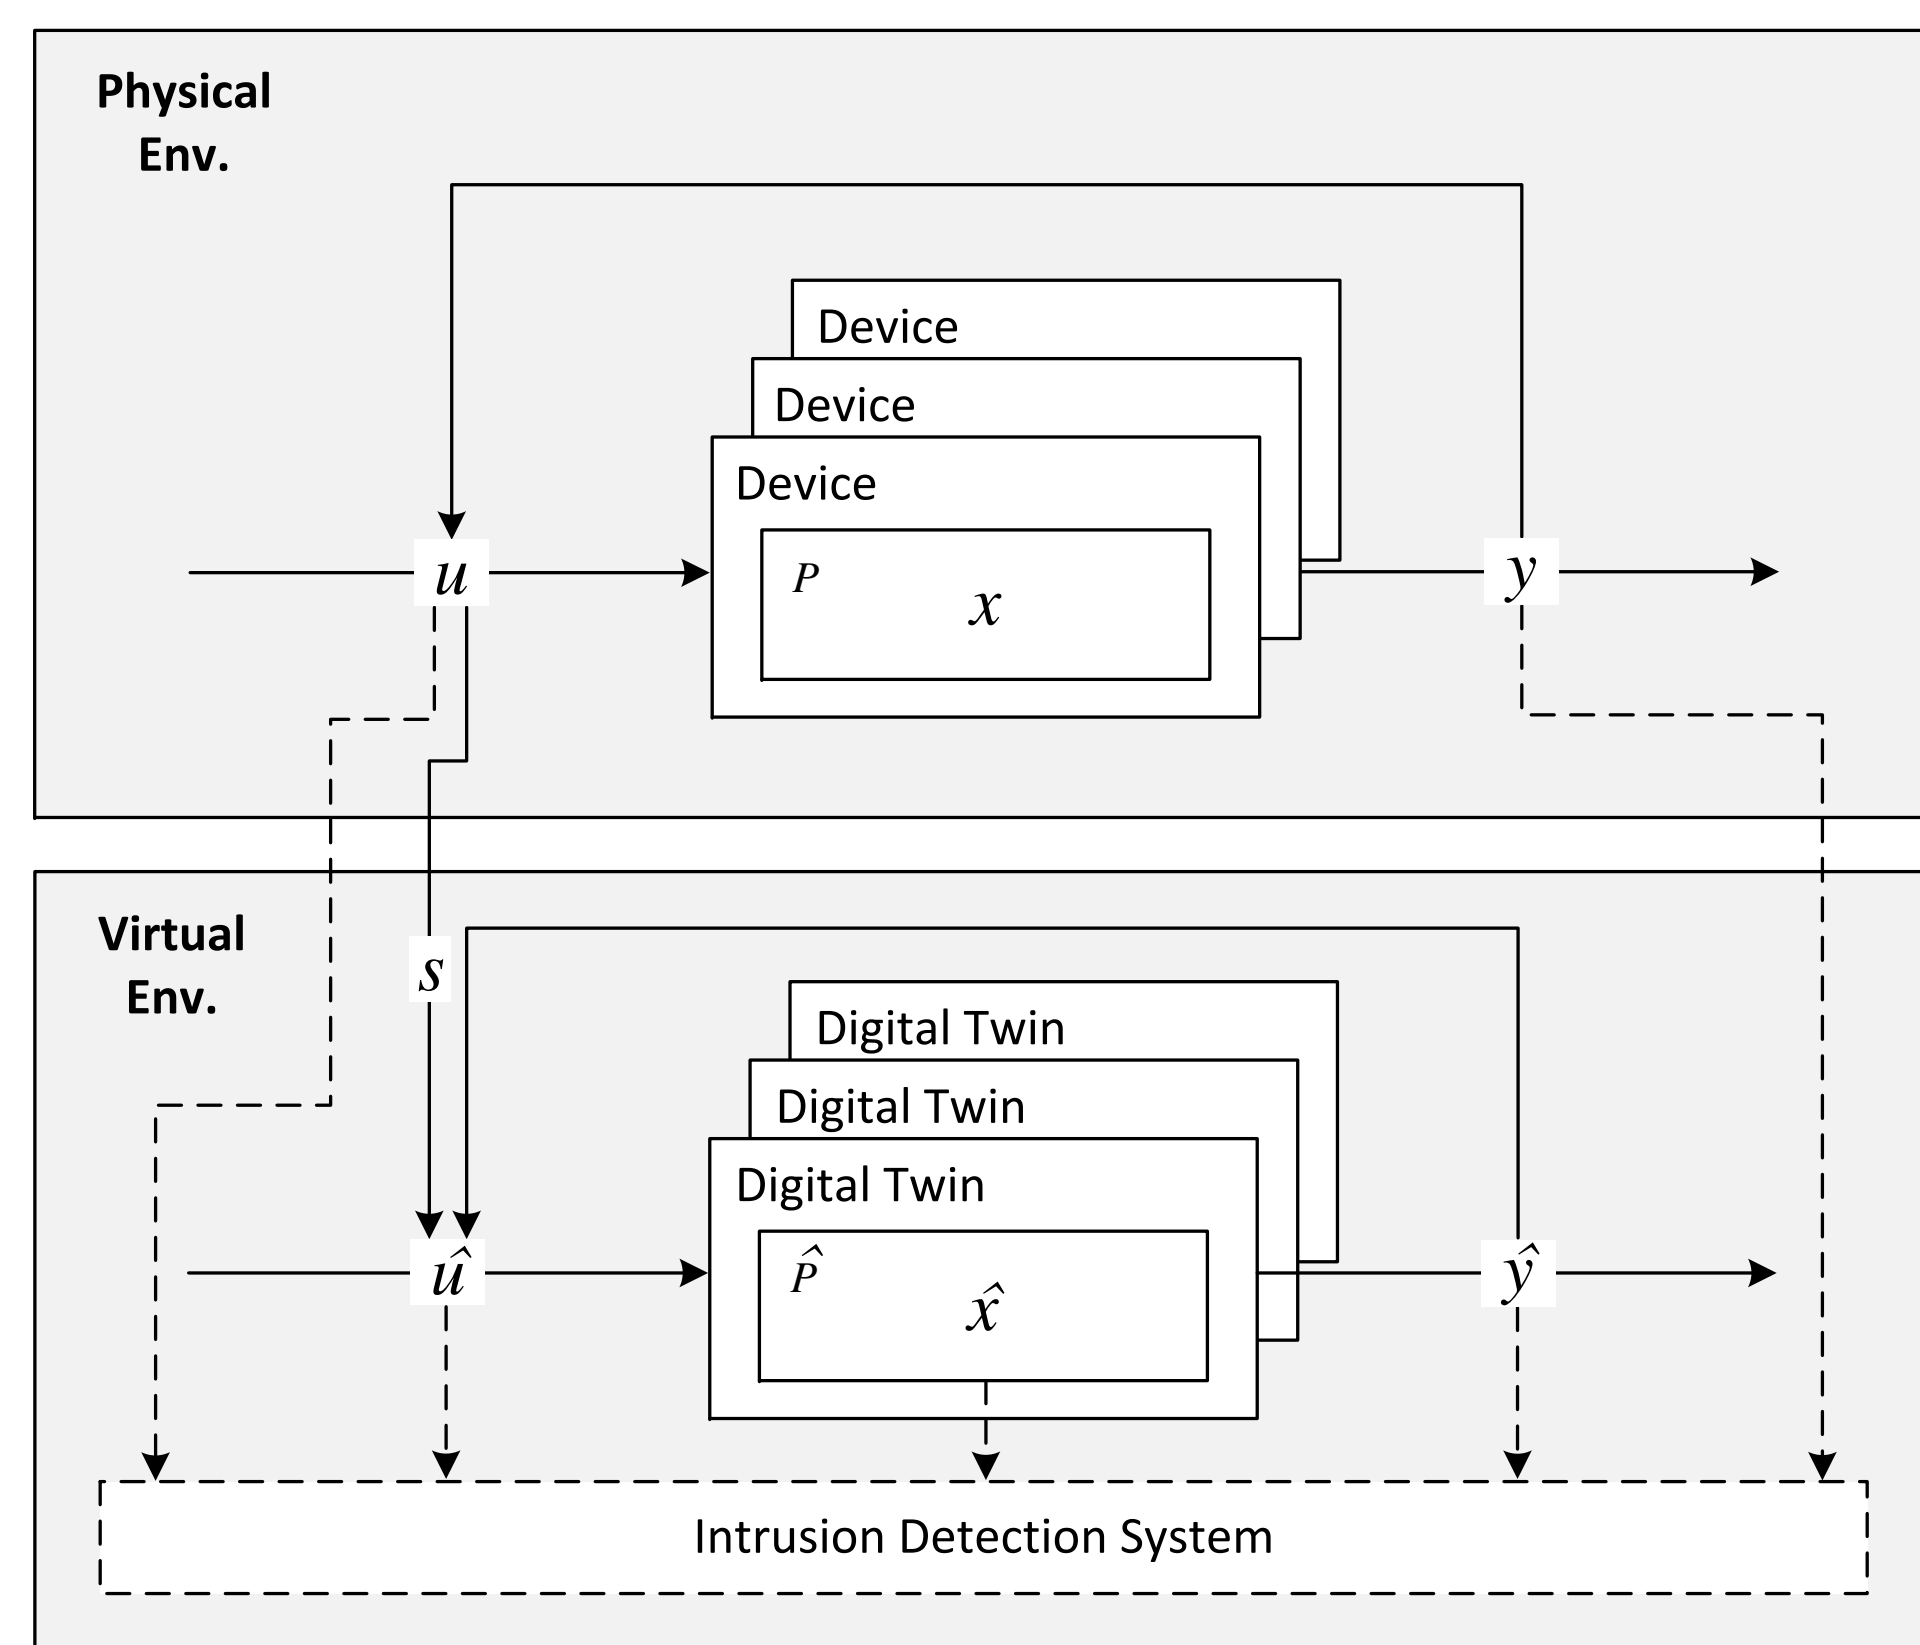 Physical
Env.
Device
Device
Device
u
P
x
y
Virtual
Env.
s
Digital Twin
Digital Twin
Digital Twin
û
P̂
x̂
ŷ
Intrusion Detection System